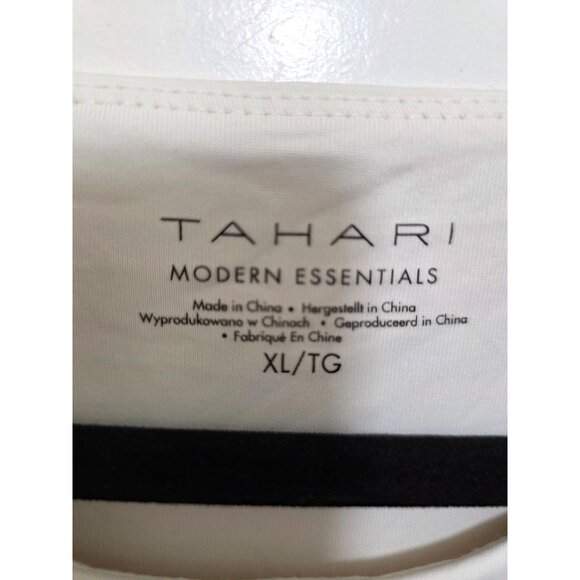 TAHARI
MODERN ESSENTIALS
Made in China • Hergestellt in China
Wyprodukowano w Chinach • Geproduceerd in China
• Fabriqué En Chine
XL/TG